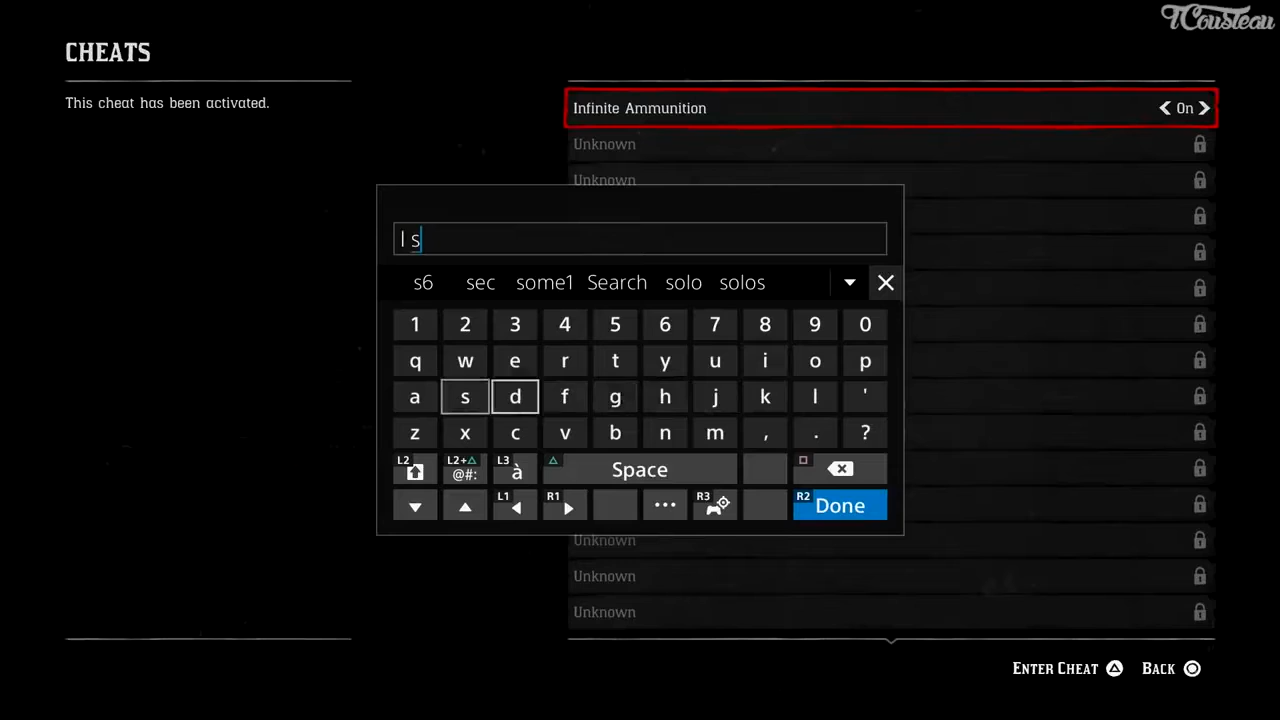 TCousteau
CHEATS
This cheat has been activated.
Infinite Ammunition On
Unknown
Unknown
I s
s6 sec some1 Search solo solos
1 2 3 4 5 6 7 8 9 0
q w e r t y u i o p
a s d f g h j k l '
z x c v b n m , . ?
L2 L2+△ @#: L3 à △ Space
L1 R1 ... R3 R2 Done
Unknown
Unknown
Unknown
ENTER CHEAT BACK